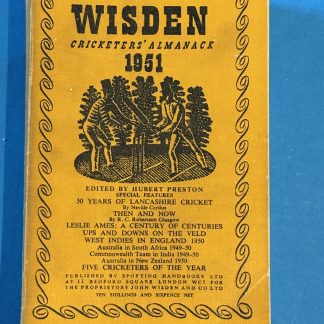 WISDEN
CRICKETERS' ALMANACK
1951
EDITED BY HUBERT PRESTON
SPECIAL FEATURES
50 YEARS OF LANCASHIRE CRICKET
By Neville Cardus
THEN AND NOW
By R. C. Robertson-Glasgow
LESLIE AMES: A CENTURY OF CENTURIES
UPS AND DOWNS ON THE VELD
WEST INDIES IN ENGLAND 1950
Australia in South Africa 1949-50
Commonwealth Team in India 1949-50
Australia in New Zealand 1950
FIVE CRICKETERS OF THE YEAR
PUBLISHED BY SPORTING HANDBOOKS LTD
AT 13 BEDFORD SQUARE LONDON WC1 FOR
THE PROPRIETORS JOHN WISDEN AND CO LTD
TEN SHILLINGS AND SIXPENCE NET